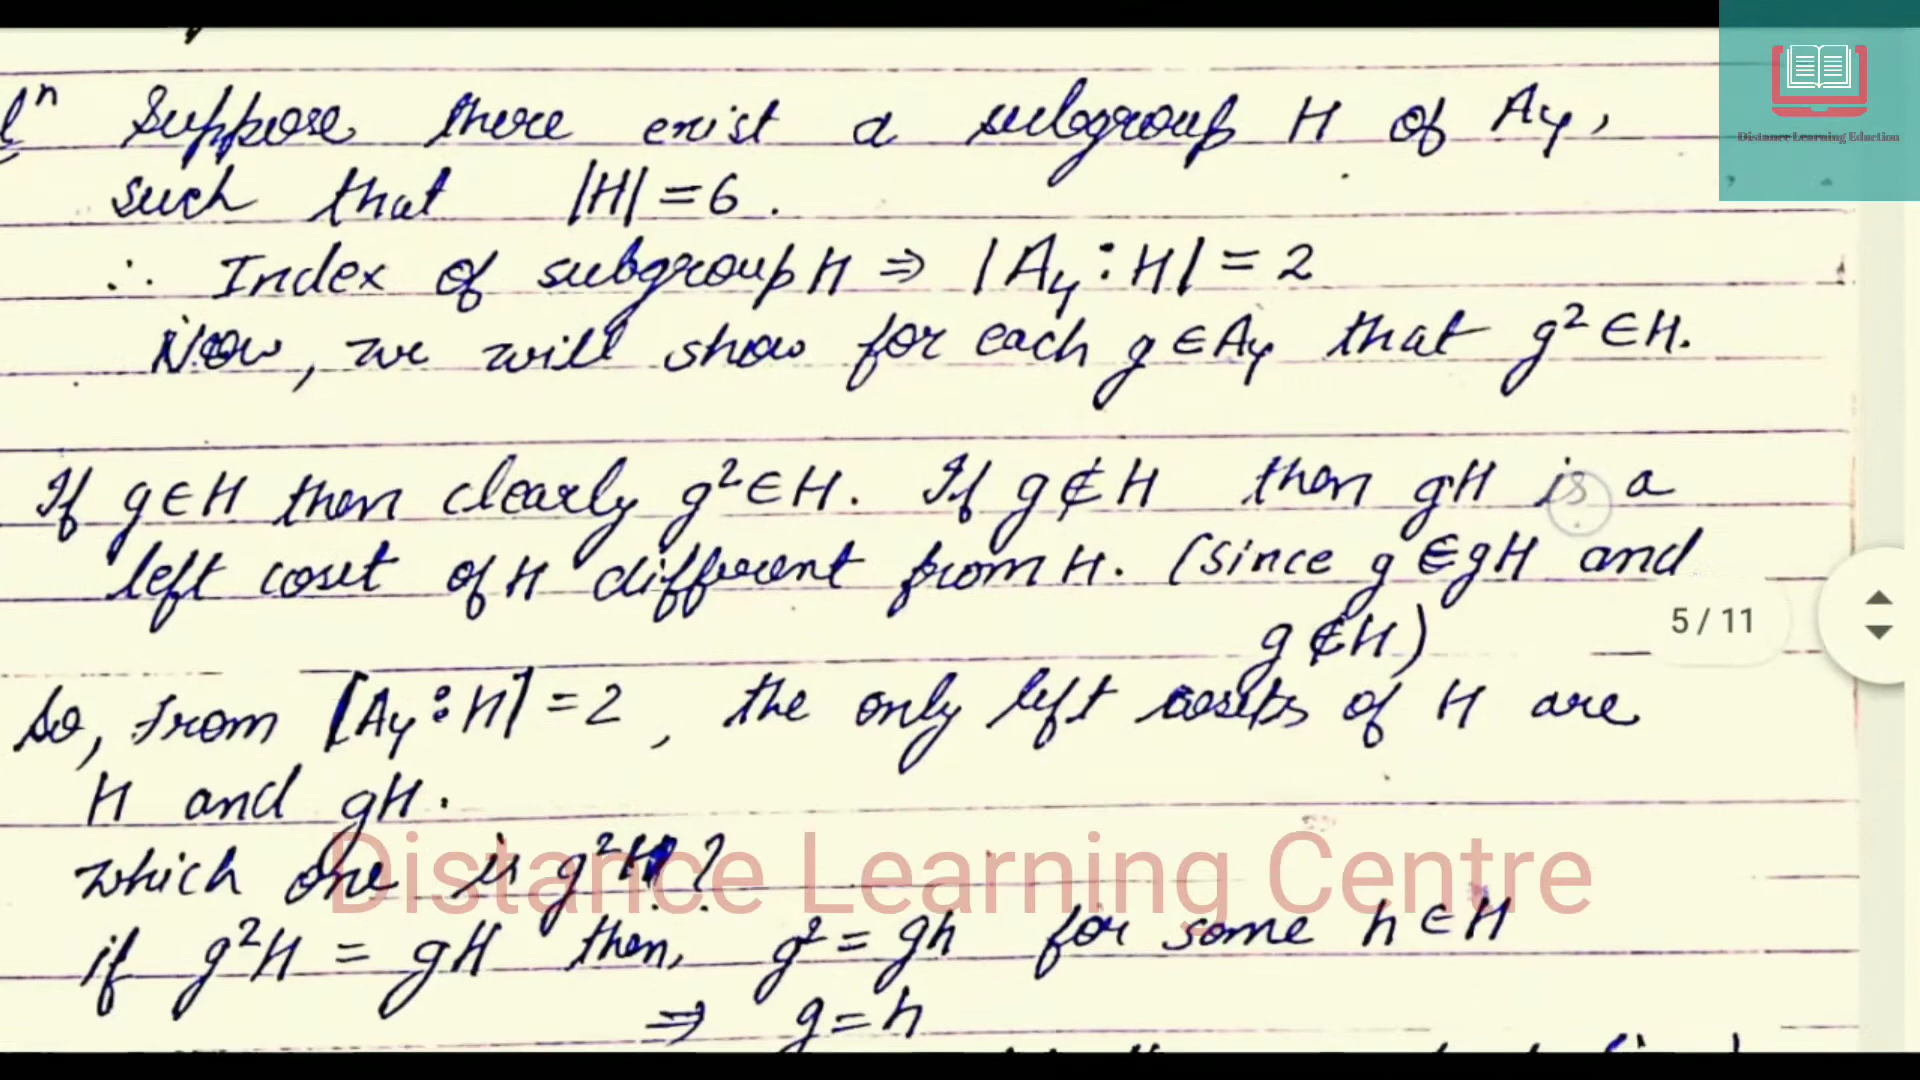 Distance Learning Eduction
Suppose there exist a subgroup H of A4,
such that |H| = 6.
∴ Index of subgroup H ⇒ |A4 : H| = 2
Now, we will show for each g ∈ A4 that g² ∈ H.
If g ∈ H then clearly g² ∈ H. If g ∉ H then gH is a
left coset of H different from H. (Since g ∈ gH and
g ∉ H)
5 / 11
So, from [A4 : H] = 2, the only left cosets of H are
H and gH.
which one is g²H?
Distance Learning Centre
if g²H = gH then, g² = gh for some h ∈ H
⇒ g = h